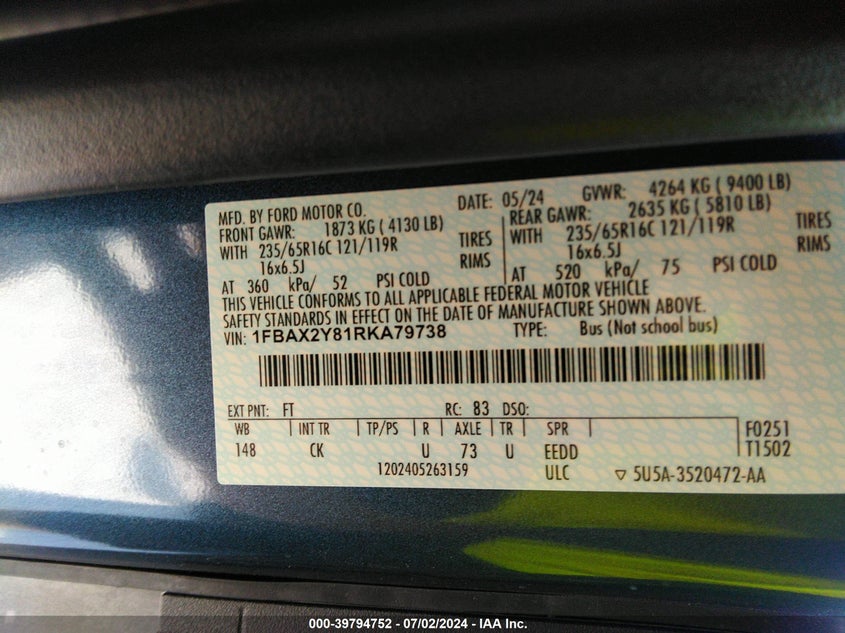 MFD. BY FORD MOTOR CO. DATE: 05/24 GVWR: 4264 KG ( 9400 LB)
FRONT GAWR: 1873 KG ( 4130 LB) REAR GAWR: 2635 KG ( 5810 LB)
WITH 235/65R16C 121/119R TIRES WITH 235/65R16C 121/119R TIRES
16x6.5J RIMS 16x6.5J RIMS
AT 360 kPa/ 52 PSI COLD AT 520 kPa/ 75 PSI COLD
THIS VEHICLE CONFORMS TO ALL APPLICABLE FEDERAL MOTOR VEHICLE
SAFETY STANDARDS IN EFFECT ON THE DATE OF MANUFACTURE SHOWN ABOVE.
VIN: 1FBAX2Y81RKA79738 TYPE: Bus (Not school bus)
EXT PNT: FT RC: 83 DSO:
WB INT TR TP/PS R AXLE TR SPR F0251
148 CK U 73 U EEDD T1502
1202405263159 ULC ▽ 5U5A-3520472-AA
000-39794752 - 07/02/2024 - IAA Inc.